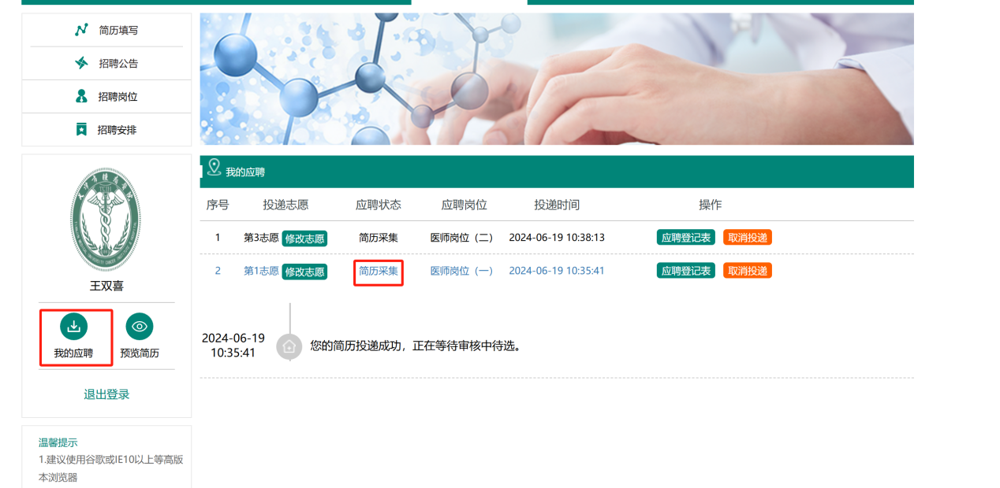 简历填写
招聘公告
招聘岗位
招聘安排
王双喜
我的应聘 预览简历
退出登录
温馨提示
1.建议使用谷歌或IE10以上等高版
本浏览器
我的应聘
序号 投递志愿 应聘状态 应聘岗位 投递时间 操作
1 第3志愿 修改志愿 简历采集 医师岗位（二） 2024-06-19 10:38:13 应聘登记表 取消投递
2 第1志愿 修改志愿 简历采集 医师岗位（一） 2024-06-19 10:35:41 应聘登记表 取消投递
2024-06-19
10:35:41
您的简历投递成功，正在等待审核中待选。